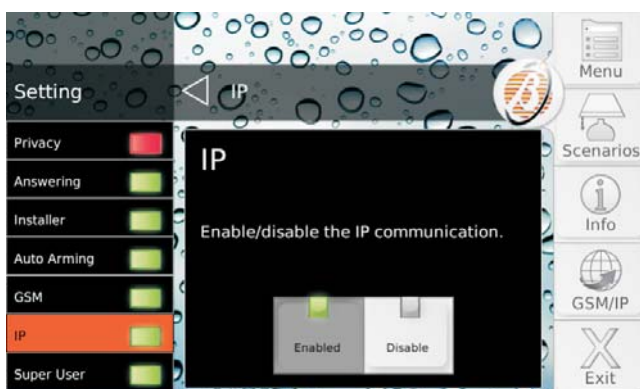 Setting
IP
Privacy
Answering
Installer
Auto Arming
GSM
IP
Super User
IP
Enable/disable the IP communication.
Enabled
Disable
Menu
Scenarios
Info
GSM/IP
Exit